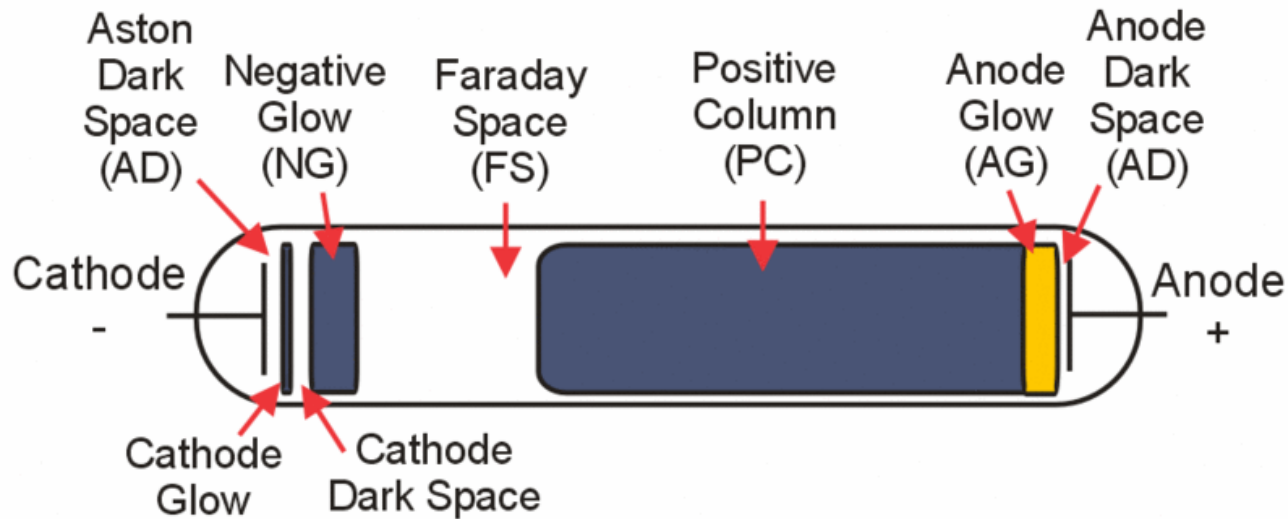 Aston
Dark
Space
(AD)
Negative
Glow
(NG)
Faraday
Space
(FS)
Positive
Column
(PC)
Anode
Glow
(AG)
Anode
Dark
Space
(AD)
Cathode
-
Anode
+
Cathode
Glow
Cathode
Dark Space